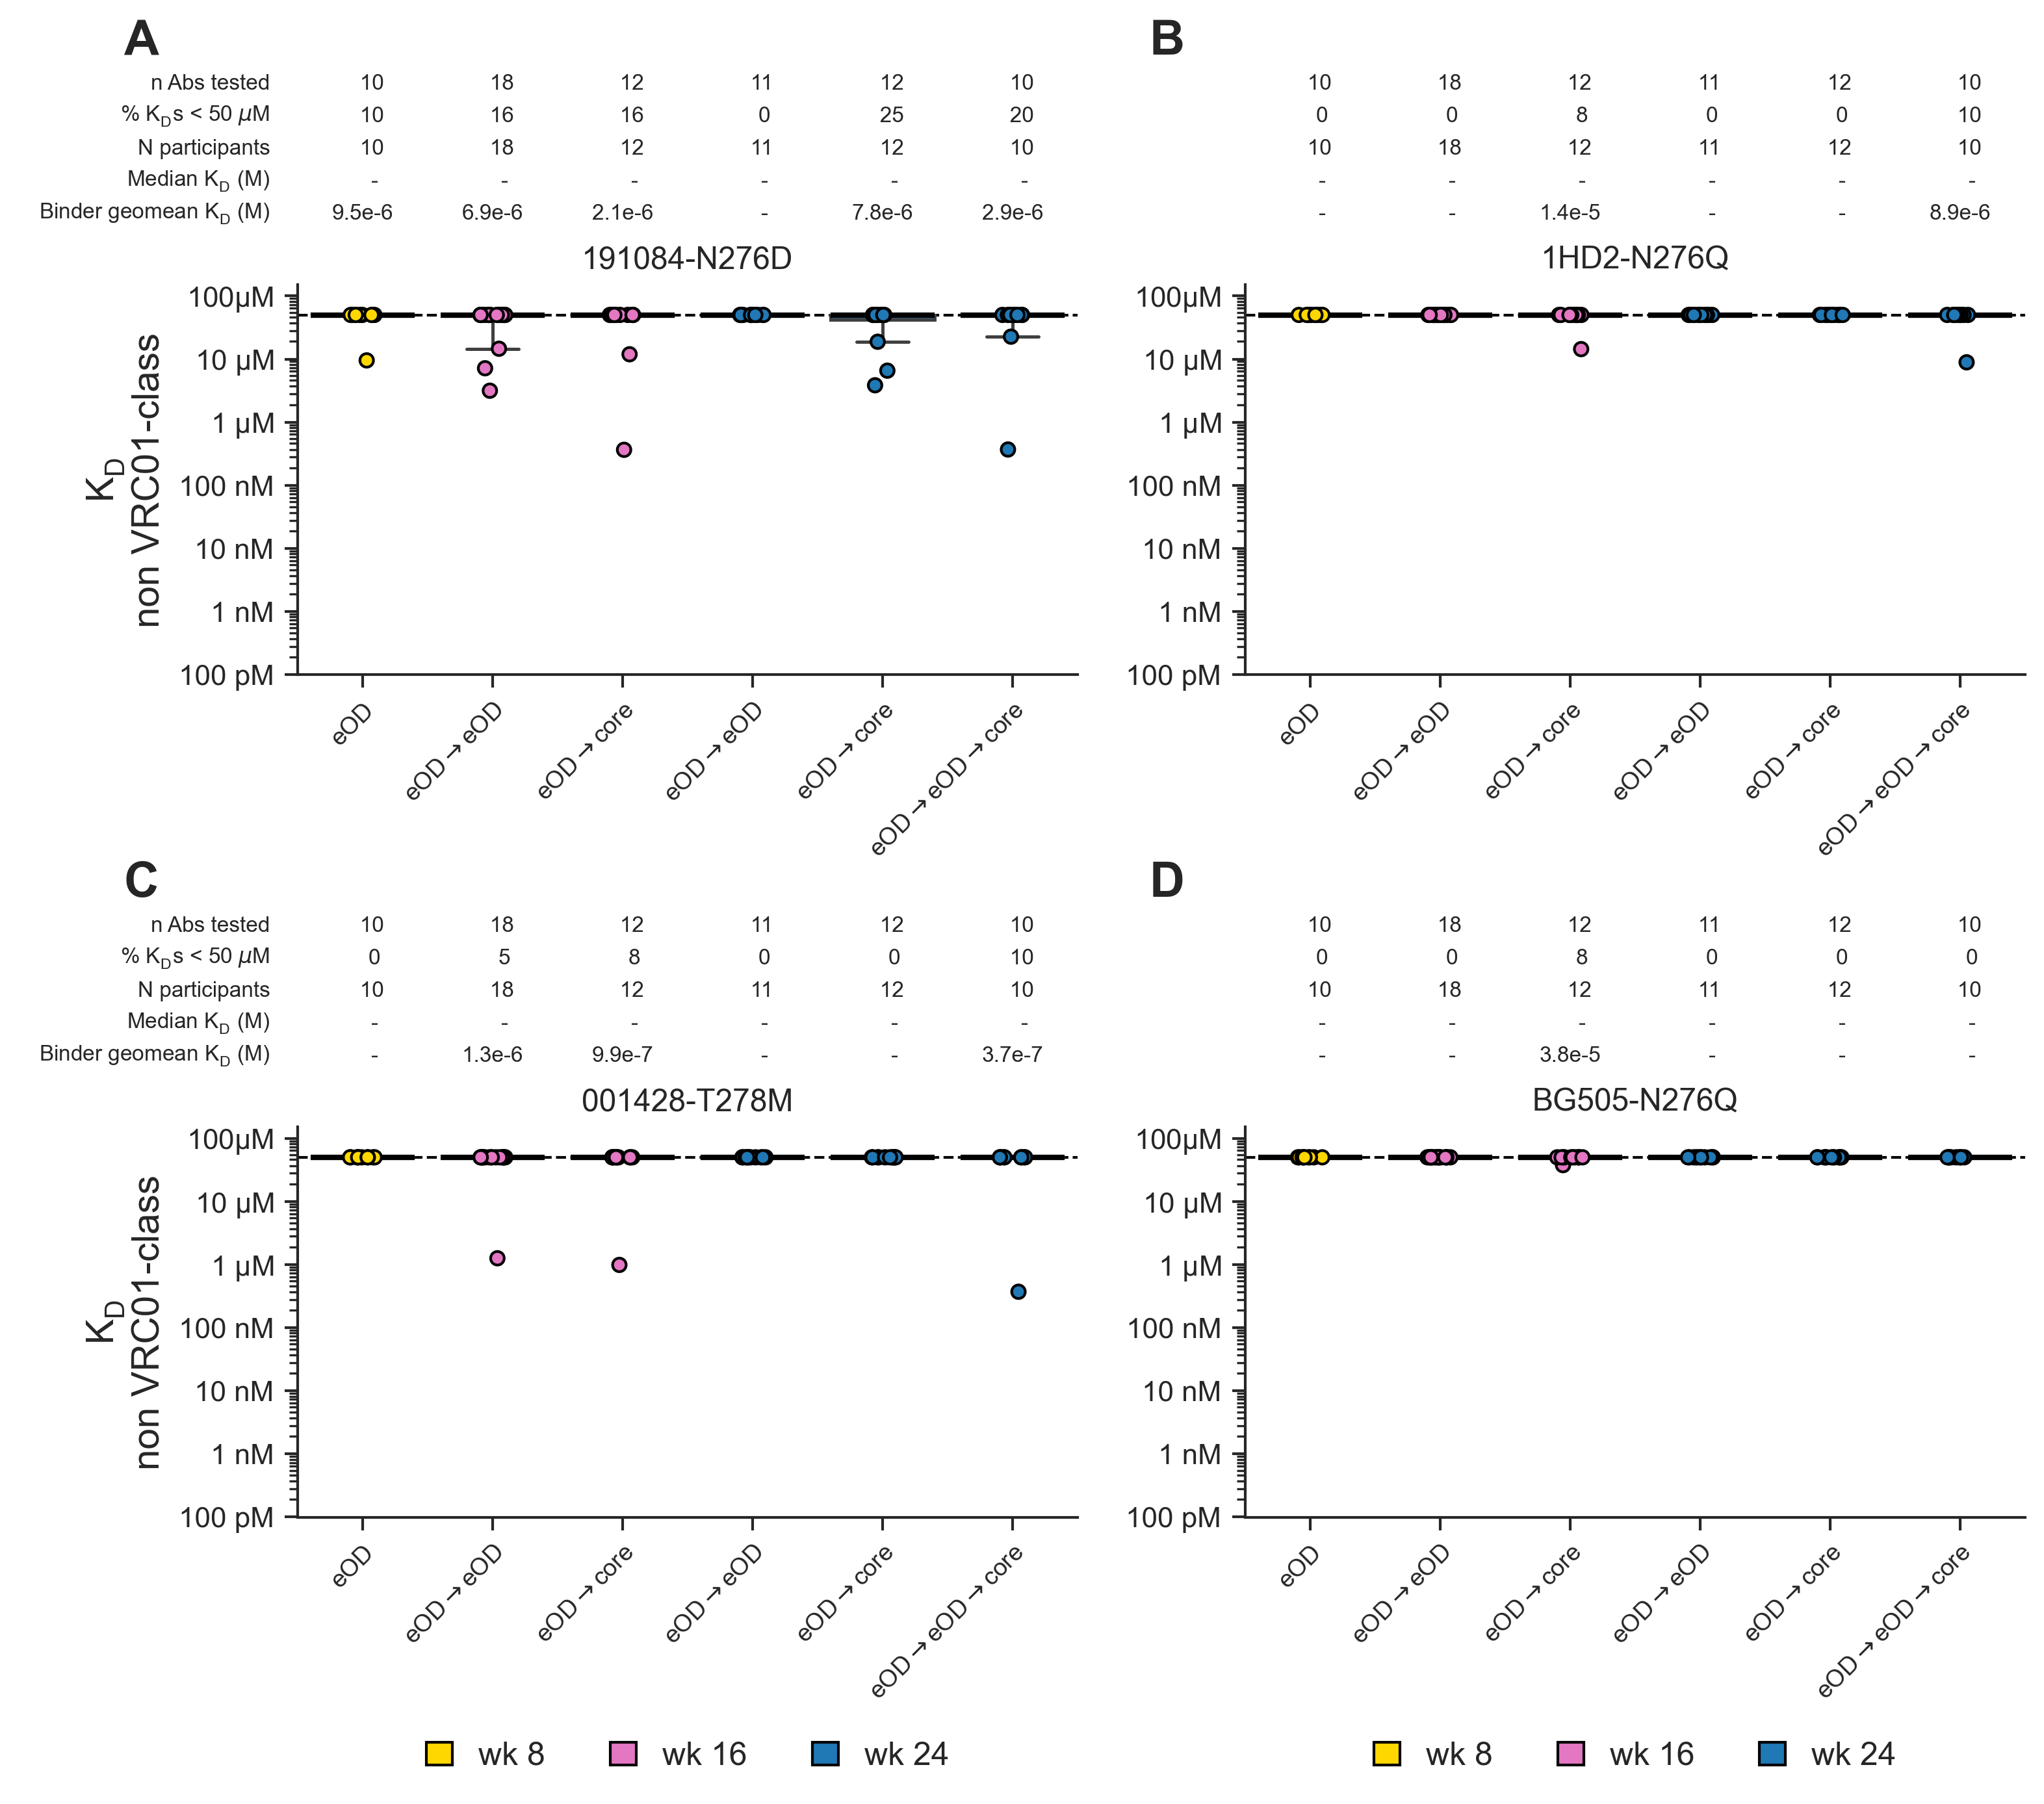 A
n Abs tested 10 18 12 11 12 10
% KDs < 50 μM 10 16 16 0 25 20
N participants 10 18 12 11 12 10
Median KD (M) - - - - - -
Binder geomean KD (M) 9.5e-6 6.9e-6 2.1e-6 - 7.8e-6 2.9e-6
191084-N276D
KD
non VRC01-class
100μM
10 μM
1 μM
100 nM
10 nM
1 nM
100 pM
eOD
eOD→eOD
eOD→core
eOD→eOD
eOD→core
eOD→eOD→core
B
10 18 12 11 12 10
0 0 8 0 0 10
10 18 12 11 12 10
- - - - - -
- - 1.4e-5 - - 8.9e-6
1HD2-N276Q
100μM
10 μM
1 μM
100 nM
10 nM
1 nM
100 pM
eOD
eOD→eOD
eOD→core
eOD→eOD
eOD→core
eOD→eOD→core
C
n Abs tested 10 18 12 11 12 10
% KDs < 50 μM 0 5 8 0 0 10
N participants 10 18 12 11 12 10
Median KD (M) - - - - - -
Binder geomean KD (M) - 1.3e-6 9.9e-7 - - 3.7e-7
001428-T278M
KD
non VRC01-class
100μM
10 μM
1 μM
100 nM
10 nM
1 nM
100 pM
eOD
eOD→eOD
eOD→core
eOD→eOD
eOD→core
eOD→eOD→core
wk 8 wk 16 wk 24
D
10 18 12 11 12 10
0 0 8 0 0 0
10 18 12 11 12 10
- - - - - -
- - 3.8e-5 - - -
BG505-N276Q
100μM
10 μM
1 μM
100 nM
10 nM
1 nM
100 pM
eOD
eOD→eOD
eOD→core
eOD→eOD
eOD→core
eOD→eOD→core
wk 8 wk 16 wk 24